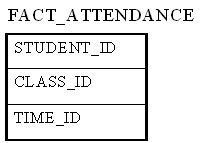 FACT_ATTENDANCE
STUDENT_ID
CLASS_ID
TIME_ID